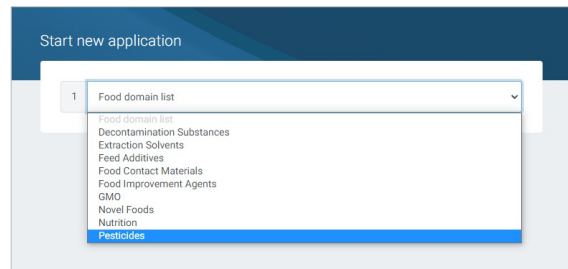 Start new application
1
Food domain list
Food domain list
Decontamination Substances
Extraction Solvents
Feed Additives
Food Contact Materials
Food Improvement Agents
GMO
Novel Foods
Nutrition
Pesticides